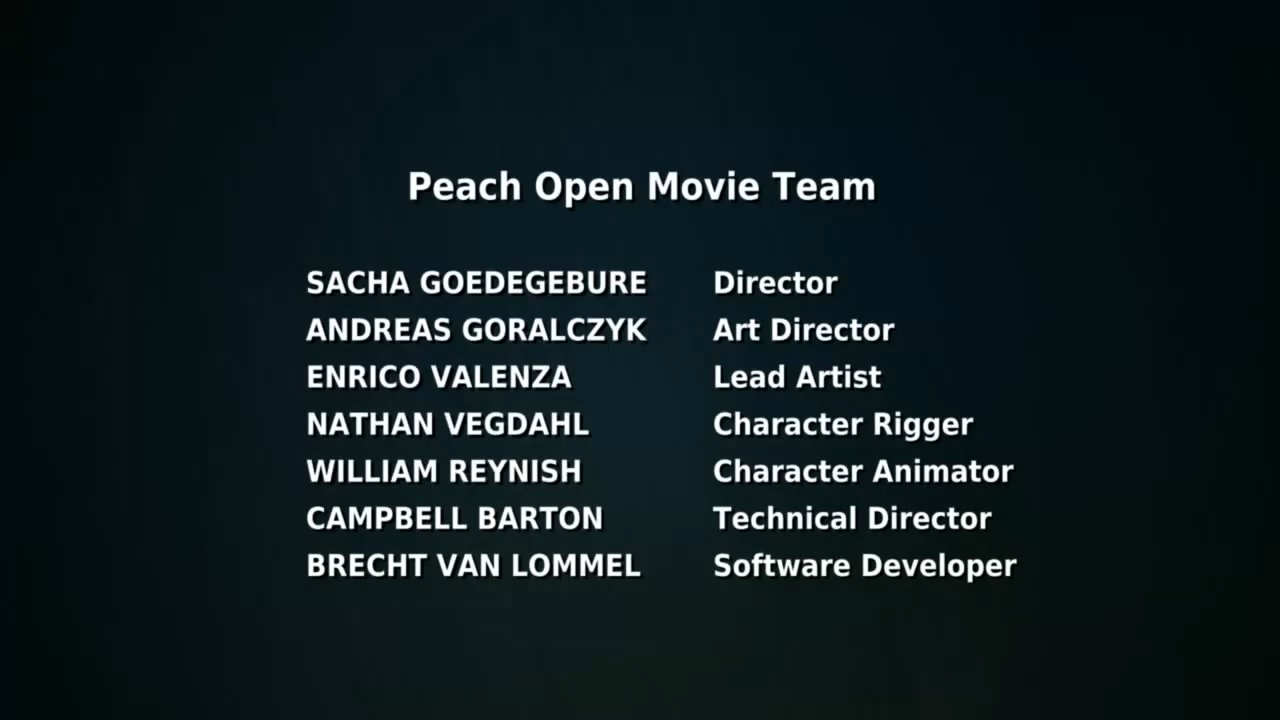 Peach Open Movie Team
SACHA GOEDEGEBURE Director
ANDREAS GORALCZYK Art Director
ENRICO VALENZA Lead Artist
NATHAN VEGDAHL Character Rigger
WILLIAM REYNISH Character Animator
CAMPBELL BARTON Technical Director
BRECHT VAN LOMMEL Software Developer